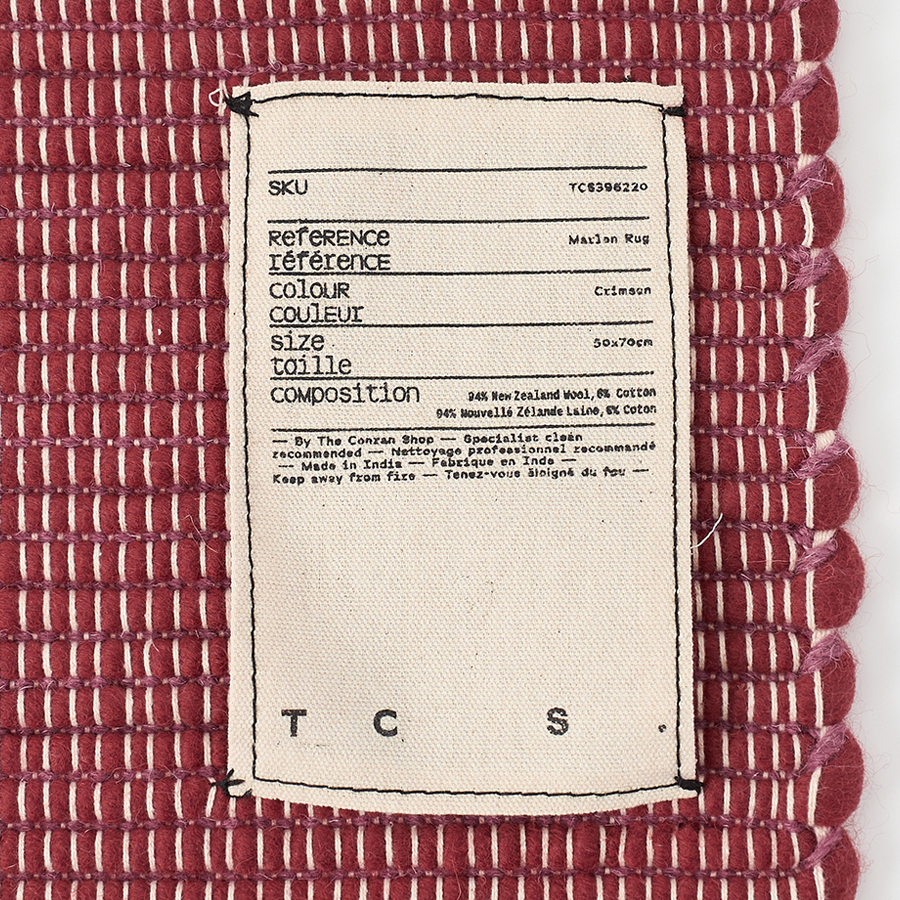 SKU TCS396220
Reference Marlon Rug
référence
colour Crimson
couleur
size 50x70cm
taille
composition 94% New Zealand Wool, 6% Cotton
94% Nouvellé Zélande Laine, 6% Coton
— By The Conran Shop — Specialist clean
recommended — Nettoyage professionnel recommandé
— Made in India — Fabrique en Inde —
Keep away from fire — Tenez-vous éloigné du feu —
T C S .